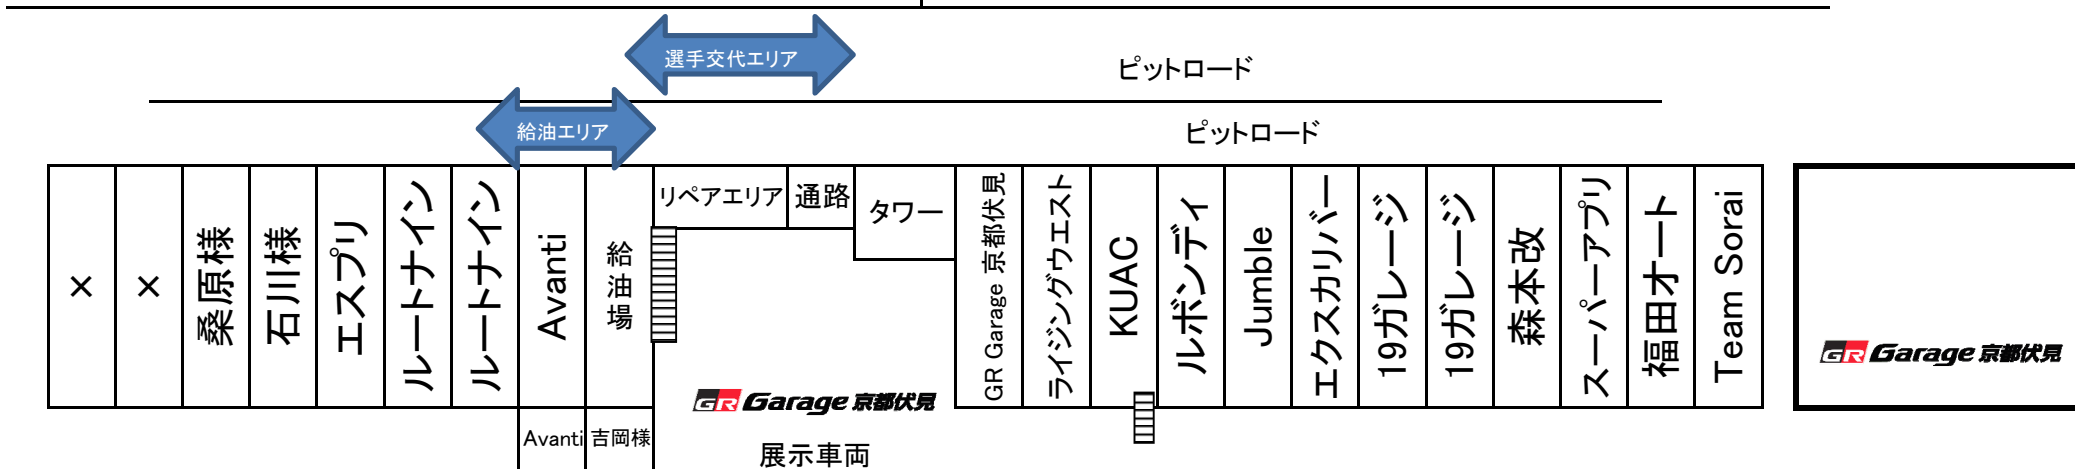 選手交代エリア
ピットロード
給油エリア
ピットロード
×
×
桑原様
石川様
エスプリ
ルートナイン
ルートナイン
Avanti
給油場
リペアエリア
通路
タワー
GR Garage 京都伏見
ライジングウエスト
KUAC
ルボンディ
Jumble
エクスカリバー
19ガレージ
19ガレージ
森本改
スーパーアプリ
福田オート
Team Sorai
GR Garage 京都伏見
GR Garage 京都伏見
Avanti
吉岡様
展示車両